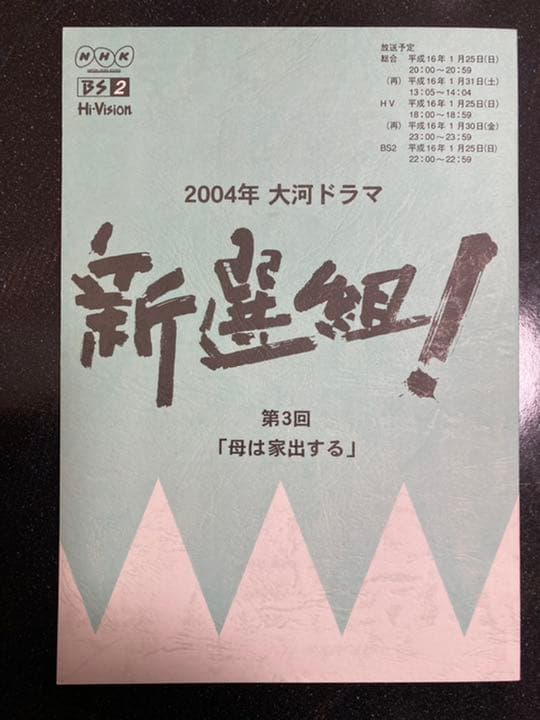 NHK
BS2
Hi-Vision
放送予定
総合 平成16年 1月25日(日)
20:00〜20:59
(再) 平成16年 1月31日(土)
13:05〜14:04
HV 平成16年 1月25日(日)
18:00〜18:59
(再) 平成16年 1月30日(金)
23:00〜23:59
BS2 平成16年 1月25日(日)
22:00〜22:59
2004年 大河ドラマ
新選組!
第3回
「母は家出する」